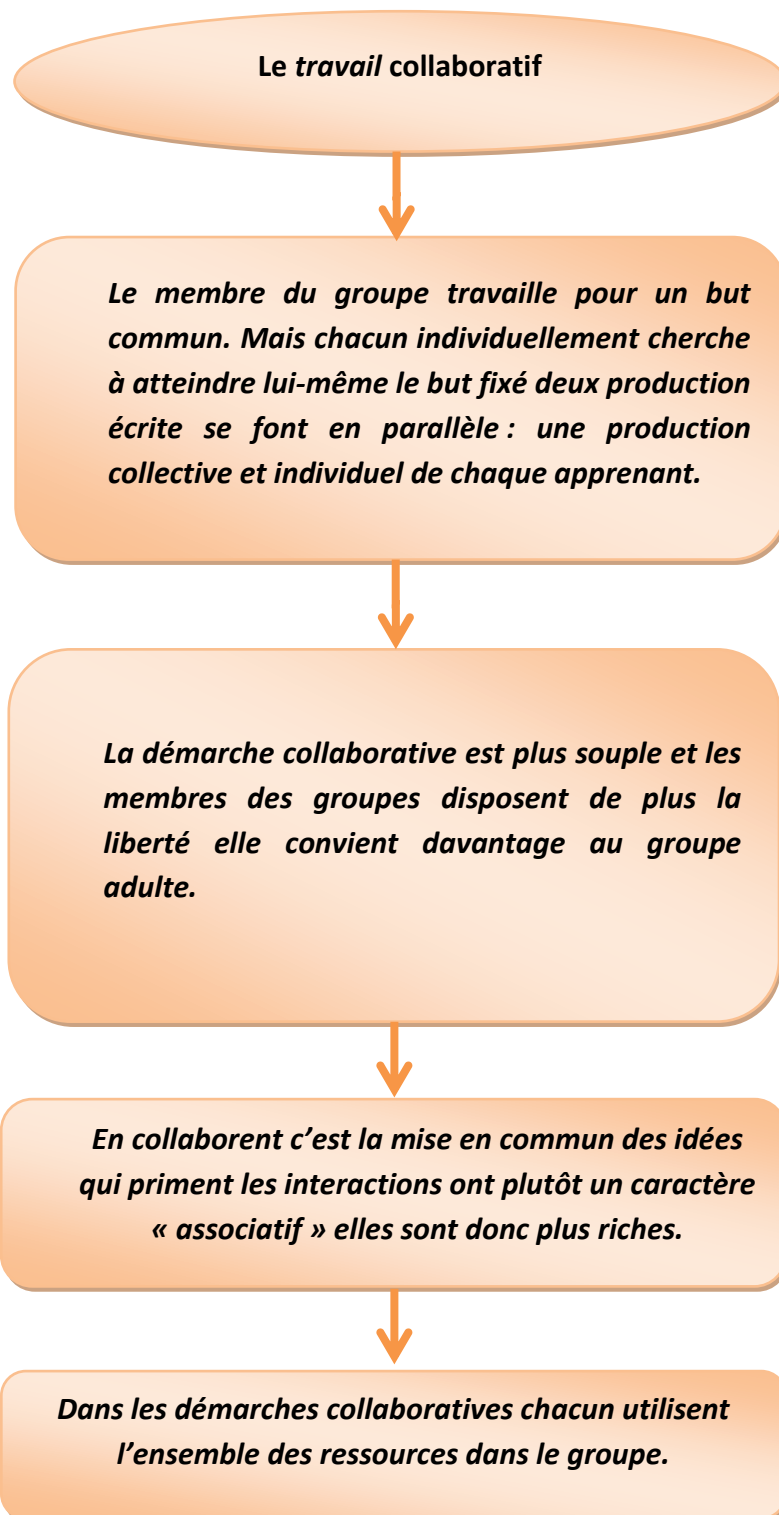 Le travail collaboratif
Le membre du groupe travaille pour un but
commun. Mais chacun individuellement cherche
à atteindre lui-même le but fixé deux production
écrite se font en parallèle : une production
collective et individuel de chaque apprenant.
La démarche collaborative est plus souple et les
membres des groupes disposent de plus la
liberté elle convient davantage au groupe
adulte.
En collaborent c’est la mise en commun des idées
qui priment les interactions ont plutôt un caractère
« associatif » elles sont donc plus riches.
Dans les démarches collaboratives chacun utilisent
l’ensemble des ressources dans le groupe.